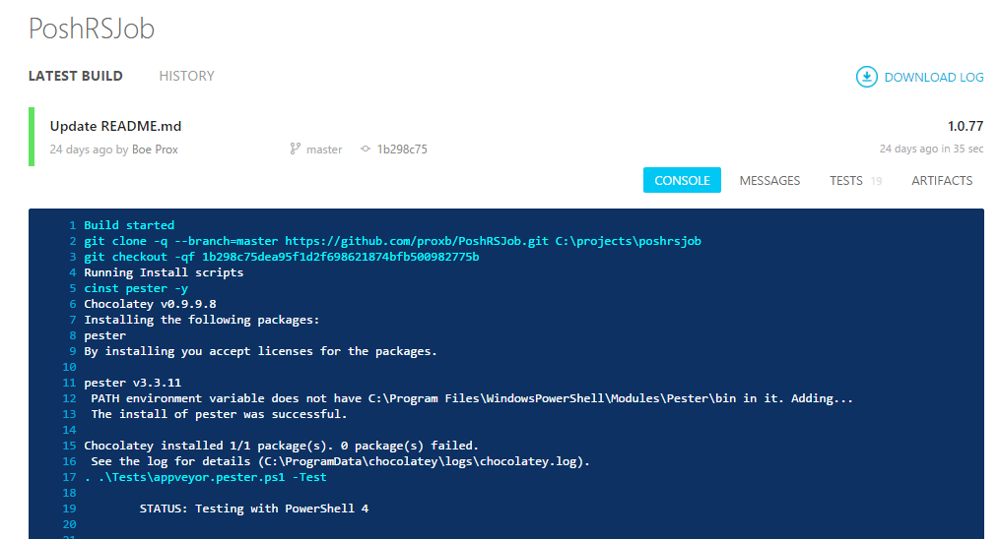 PoshRSJob
LATEST BUILD HISTORY DOWNLOAD LOG
Update README.md 1.0.77
24 days ago by Boe Prox master 1b298c75 24 days ago in 35 sec
CONSOLE MESSAGES TESTS 19 ARTIFACTS
1 Build started
2 git clone -q --branch=master https://github.com/proxb/PoshRSJob.git C:\projects\poshrsjob
3 git checkout -qf 1b298c75dea95f1d2f698621874bfb500982775b
4 Running Install scripts
5 cinst pester -y
6 Chocolatey v0.9.9.8
7 Installing the following packages:
8 pester
9 By installing you accept licenses for the packages.
10
11 pester v3.3.11
12 PATH environment variable does not have C:\Program Files\WindowsPowerShell\Modules\Pester\bin in it. Adding...
13 The install of pester was successful.
14
15 Chocolatey installed 1/1 package(s). 0 package(s) failed.
16 See the log for details (C:\ProgramData\chocolatey\logs\chocolatey.log).
17 . .\Tests\appveyor.pester.ps1 -Test
18
19 STATUS: Testing with PowerShell 4
20